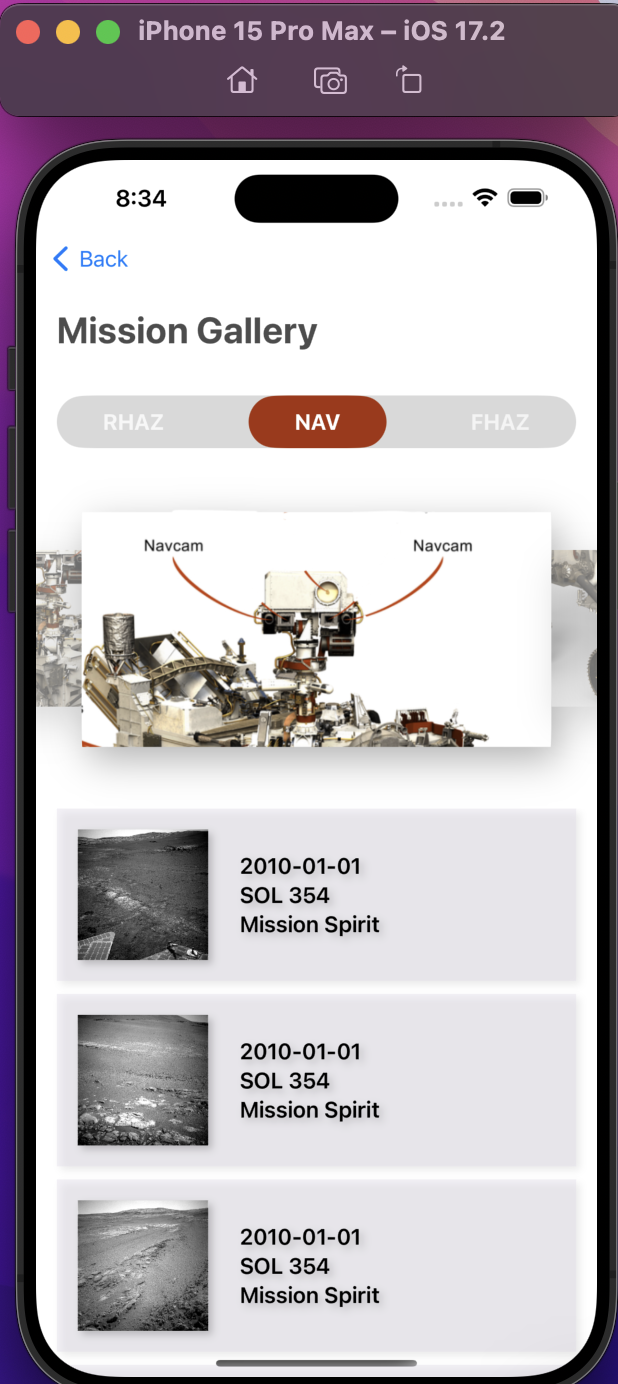 iPhone 15 Pro Max – iOS 17.2
8:34
Back
Mission Gallery
RHAZ NAV FHAZ
Navcam Navcam
2010-01-01
SOL 354
Mission Spirit
2010-01-01
SOL 354
Mission Spirit
2010-01-01
SOL 354
Mission Spirit